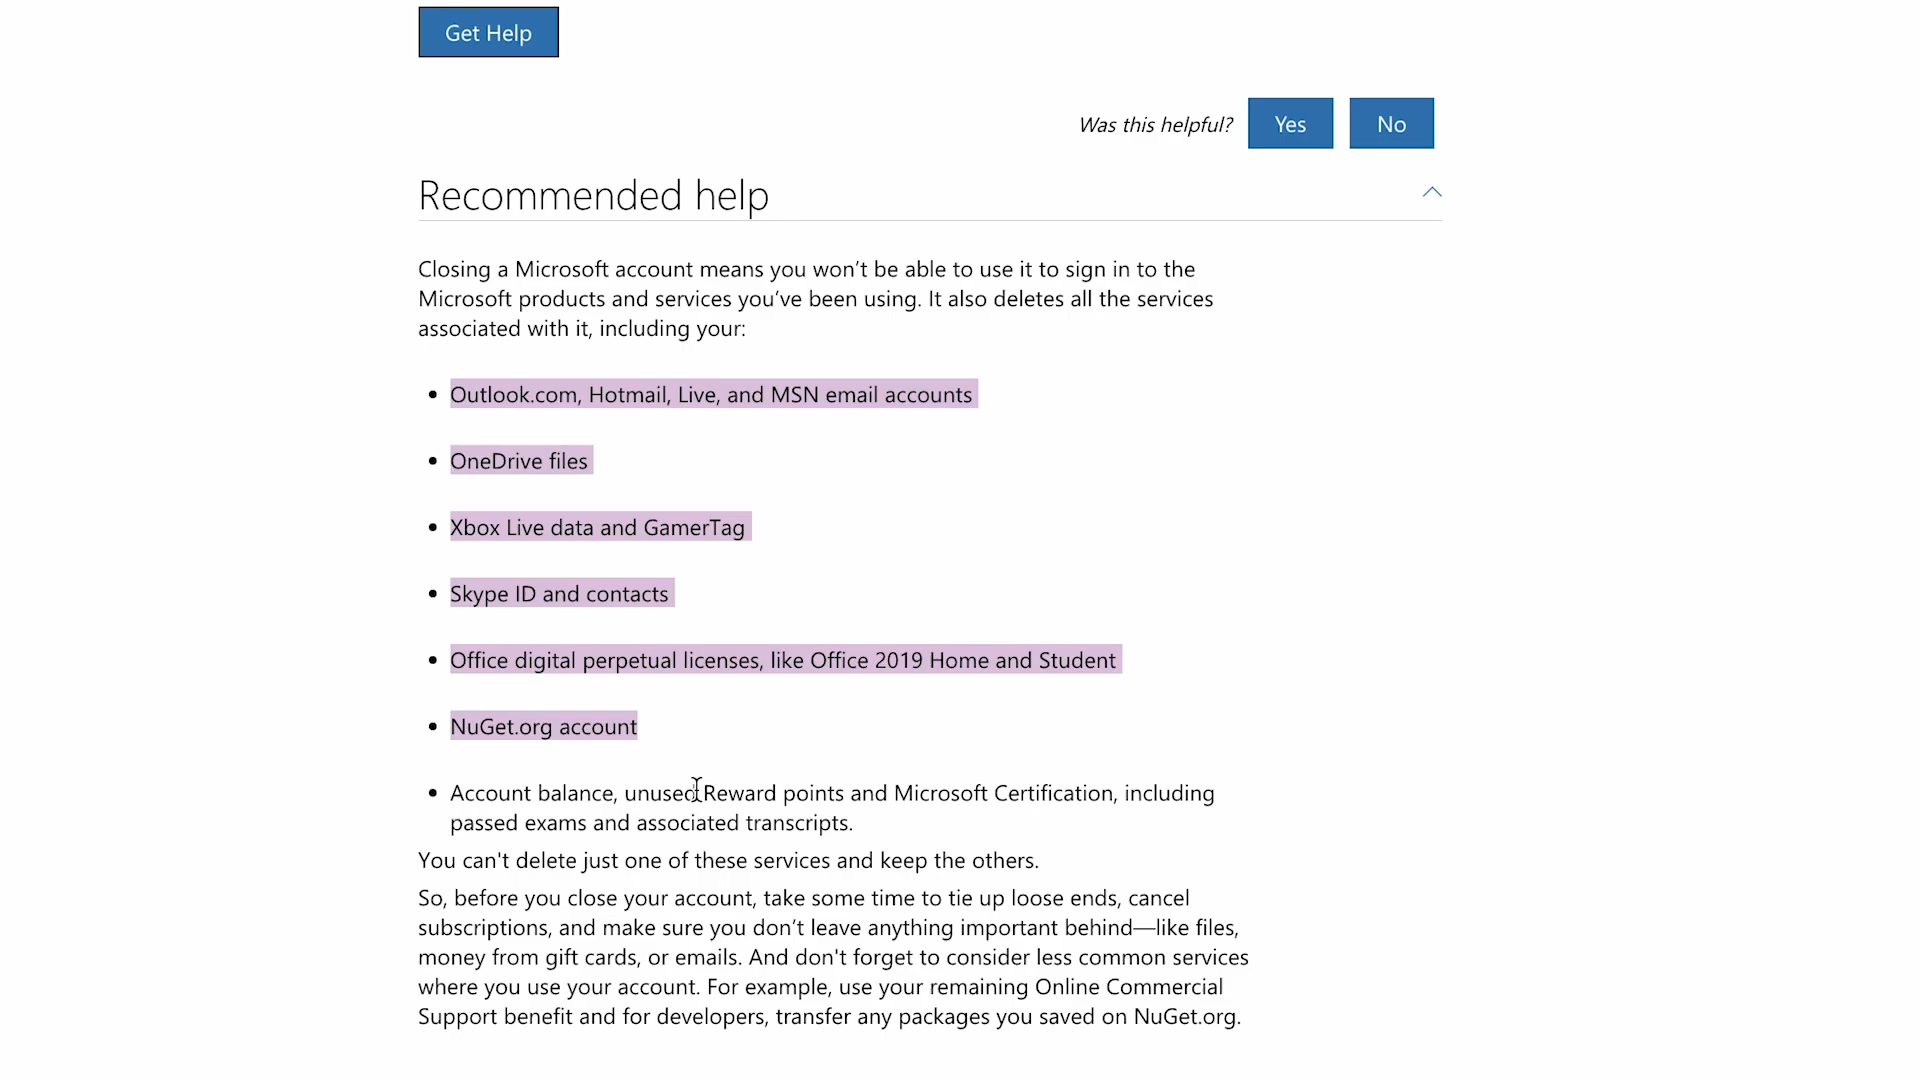 Get Help
Was this helpful?
Yes
No
Recommended help
Closing a Microsoft account means you won’t be able to use it to sign in to the
Microsoft products and services you’ve been using. It also deletes all the services
associated with it, including your:
• Outlook.com, Hotmail, Live, and MSN email accounts
• OneDrive files
• Xbox Live data and GamerTag
• Skype ID and contacts
• Office digital perpetual licenses, like Office 2019 Home and Student
• NuGet.org account
• Account balance, unused Reward points and Microsoft Certification, including
passed exams and associated transcripts.
You can't delete just one of these services and keep the others.
So, before you close your account, take some time to tie up loose ends, cancel
subscriptions, and make sure you don’t leave anything important behind—like files,
money from gift cards, or emails. And don't forget to consider less common services
where you use your account. For example, use your remaining Online Commercial
Support benefit and for developers, transfer any packages you saved on NuGet.org.